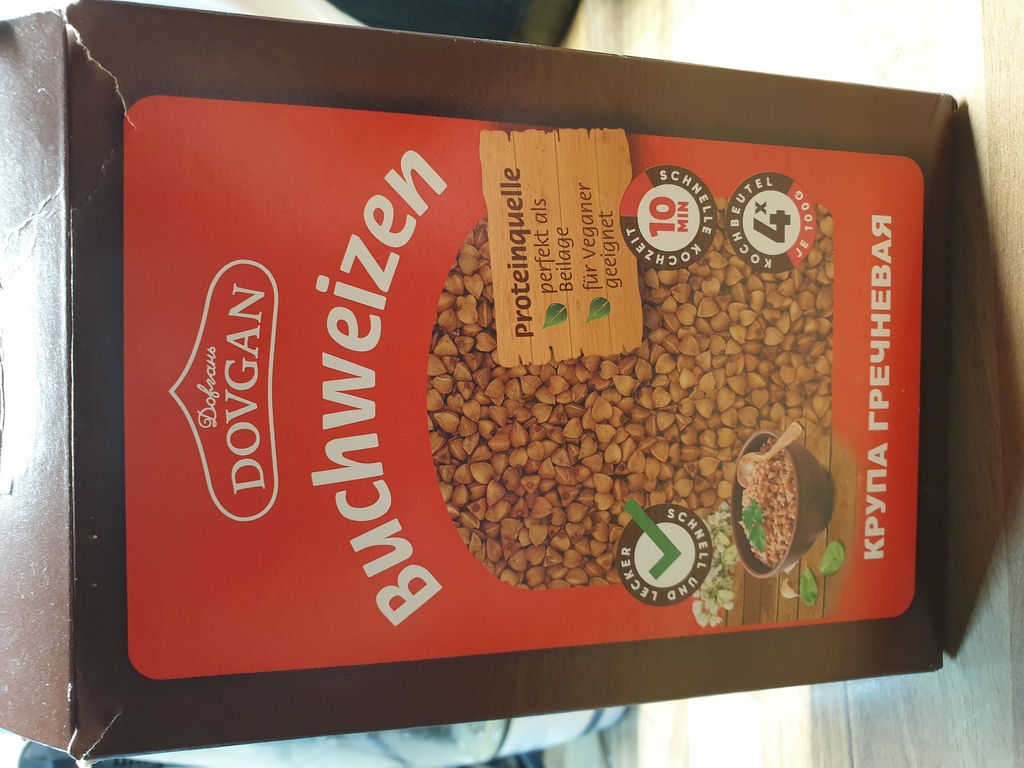 Довгань
DOVGAN
Buchweizen
Proteinquelle
perfekt als
Beilage
für Veganer
geeignet
SCHNELLE KOCHZEIT
10
MIN
KOCHBEUTEL
4x
JE 100G
SCHNELL UND LECKER
КРУПА ГРЕЧНЕВАЯ